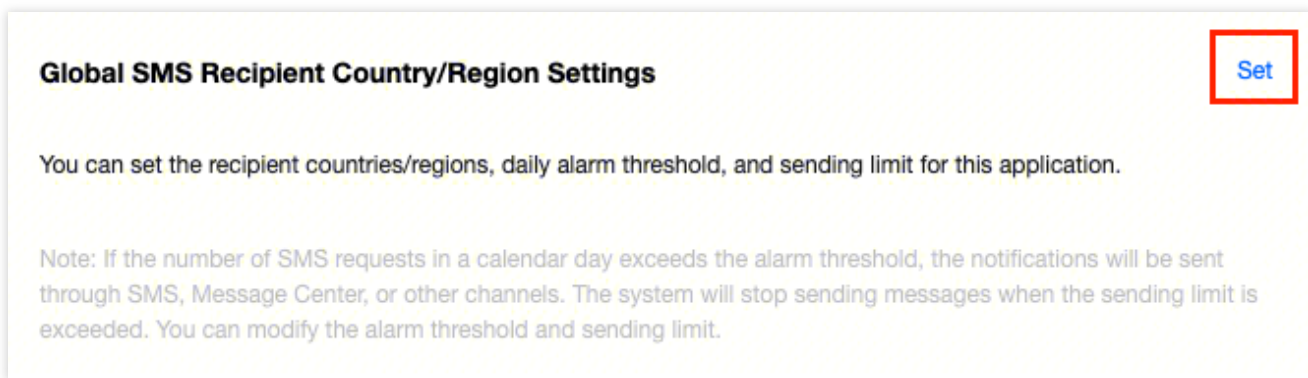 Global SMS Recipient Country/Region Settings
Set
You can set the recipient countries/regions, daily alarm threshold, and sending limit for this application.
Note: If the number of SMS requests in a calendar day exceeds the alarm threshold, the notifications will be sent
through SMS, Message Center, or other channels. The system will stop sending messages when the sending limit is
exceeded. You can modify the alarm threshold and sending limit.